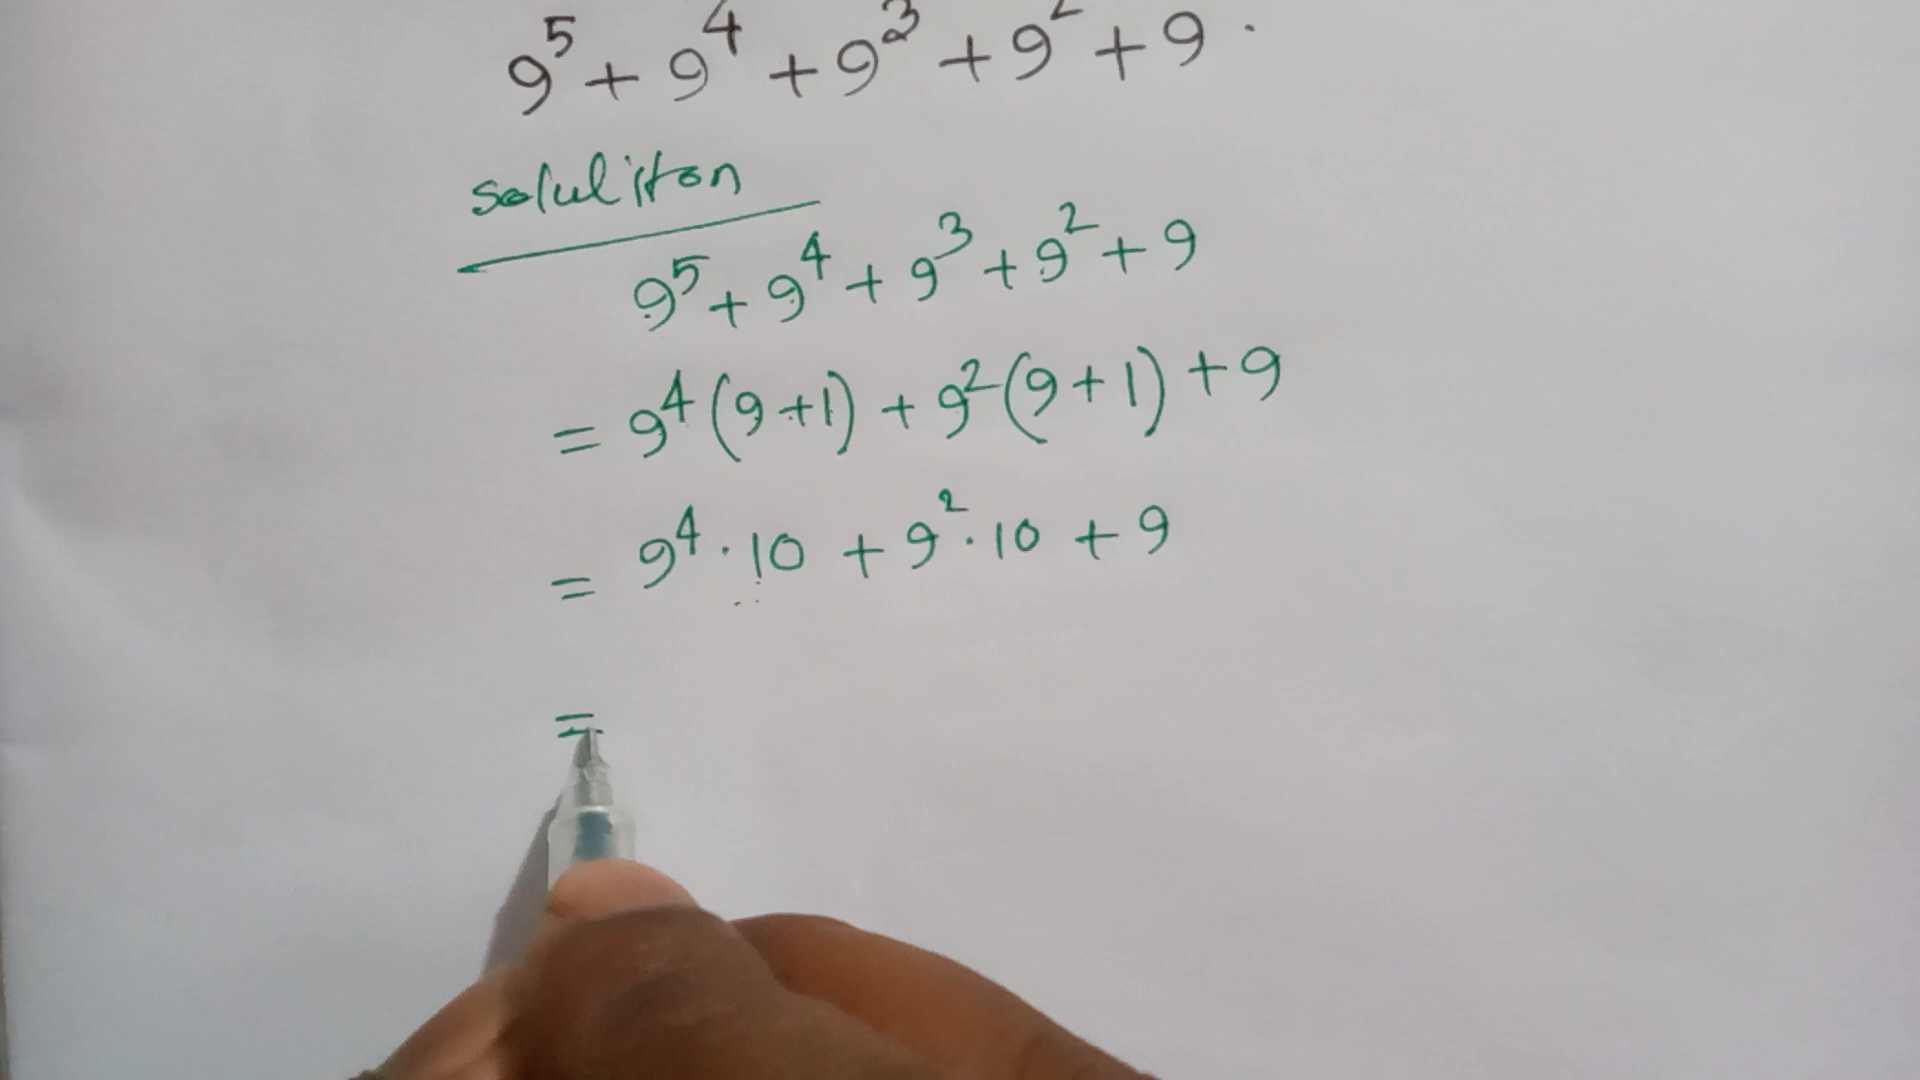 9⁵ + 9⁴ + 9³ + 9² + 9 .
soluliton
9⁵ + 9⁴ + 9³ + 9² + 9
= 9⁴(9+1) + 9²(9+1) + 9
= 9⁴·10 + 9²·10 + 9
=